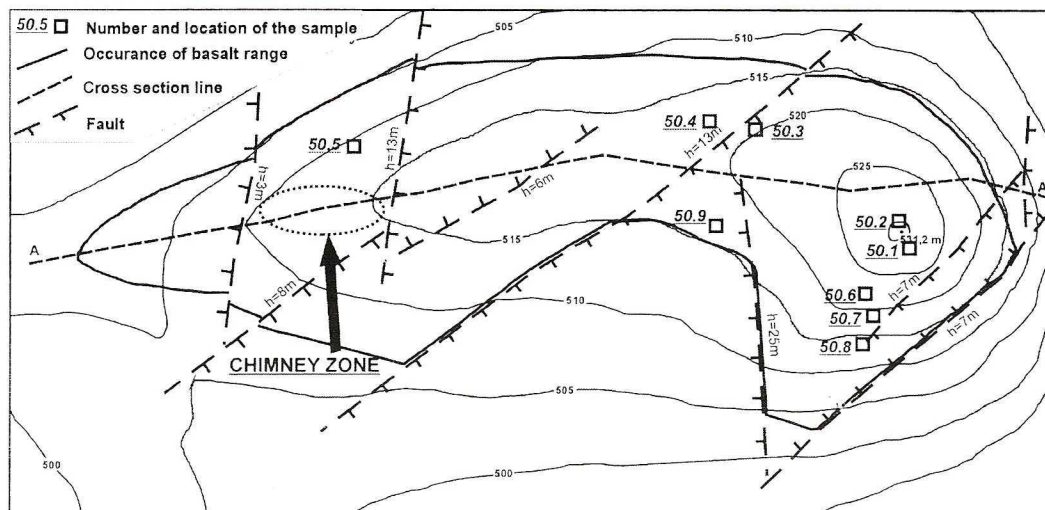 50.5 Number and location of the sample
Occurance of basalt range
Cross section line
Fault
505
510
515
520
525
531,2 m
50.5
50.4
50.3
50.9
50.2
50.1
50.6
50.7
50.8
h=3m
h=13m
h=6m
h=13m
h=8m
h=25m
h=7m
h=7m
A
A
515
510
505
500
500
CHIMNEY ZONE